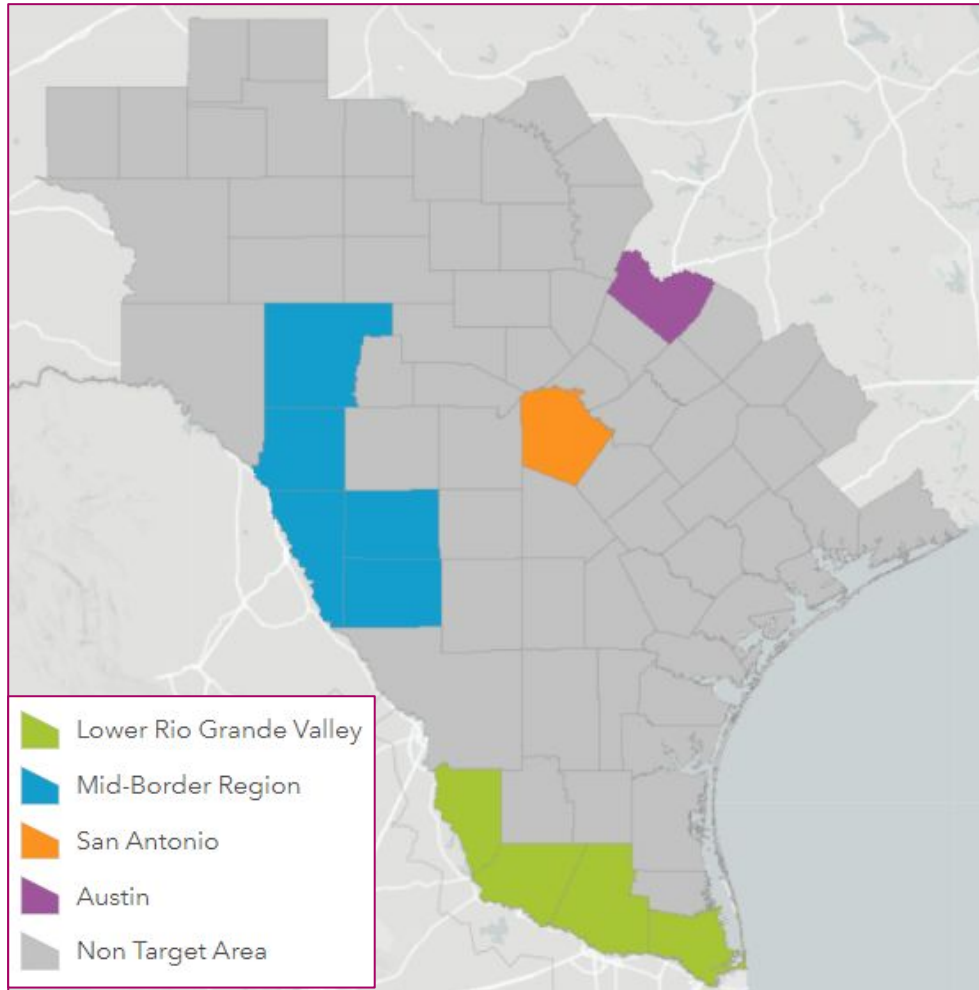 Lower Rio Grande Valley
Mid-Border Region
San Antonio
Austin
Non Target Area